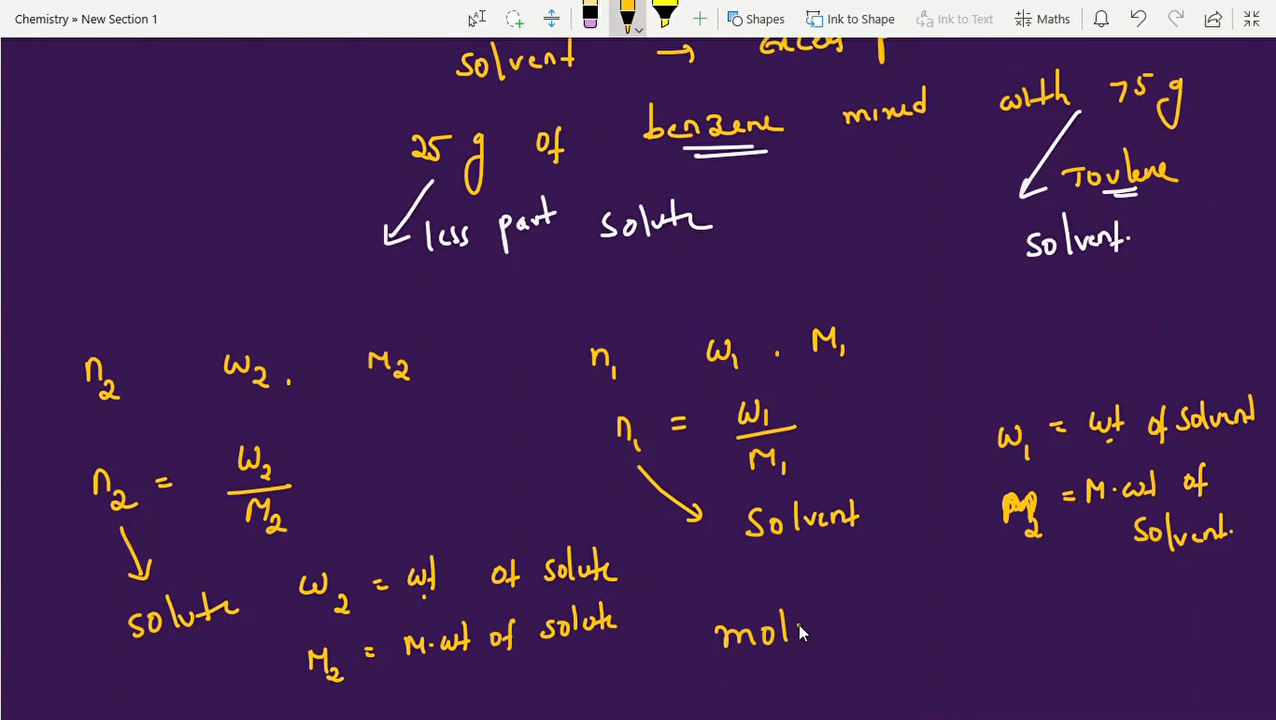 Chemistry » New Section 1
Shapes Ink to Shape Ink to Text Maths
solvent →
25 g of benzene mixed with 75 g
Toulene
less part solute
solvent.
n2 w2 . M2 n1 w1 . M1
n1 = w1/M1
n2 = w2/M2
solute
solvent
w1 = wt of solvent
2 = M.wt of
solvent.
w2 = wt of solute
M2 = M.wt of solute
mol